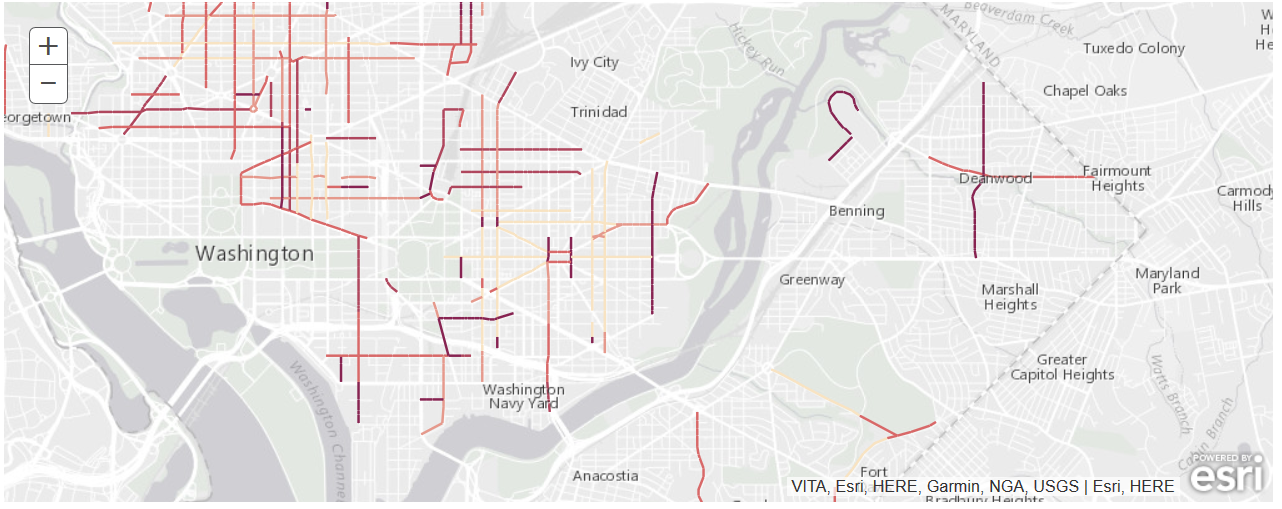 +
−
Beaverdam Creek
MARYLAND
Hickey Run
Tuxedo Colony
Ivy City
Chapel Oaks
Trinidad
eorgetown
Deanwood
Fairmount
Heights
Carmody
Hills
Benning
Washington
Greenway
Maryland
Park
Marshall
Heights
Washington Channe
Greater
Capitol Heights
Watts Branch
Washington
Navy Yard
Branch
Anacostia
Fort
Bradbury Heights
POWERED BY
esri
VITA, Esri, HERE, Garmin, NGA, USGS | Esri, HERE